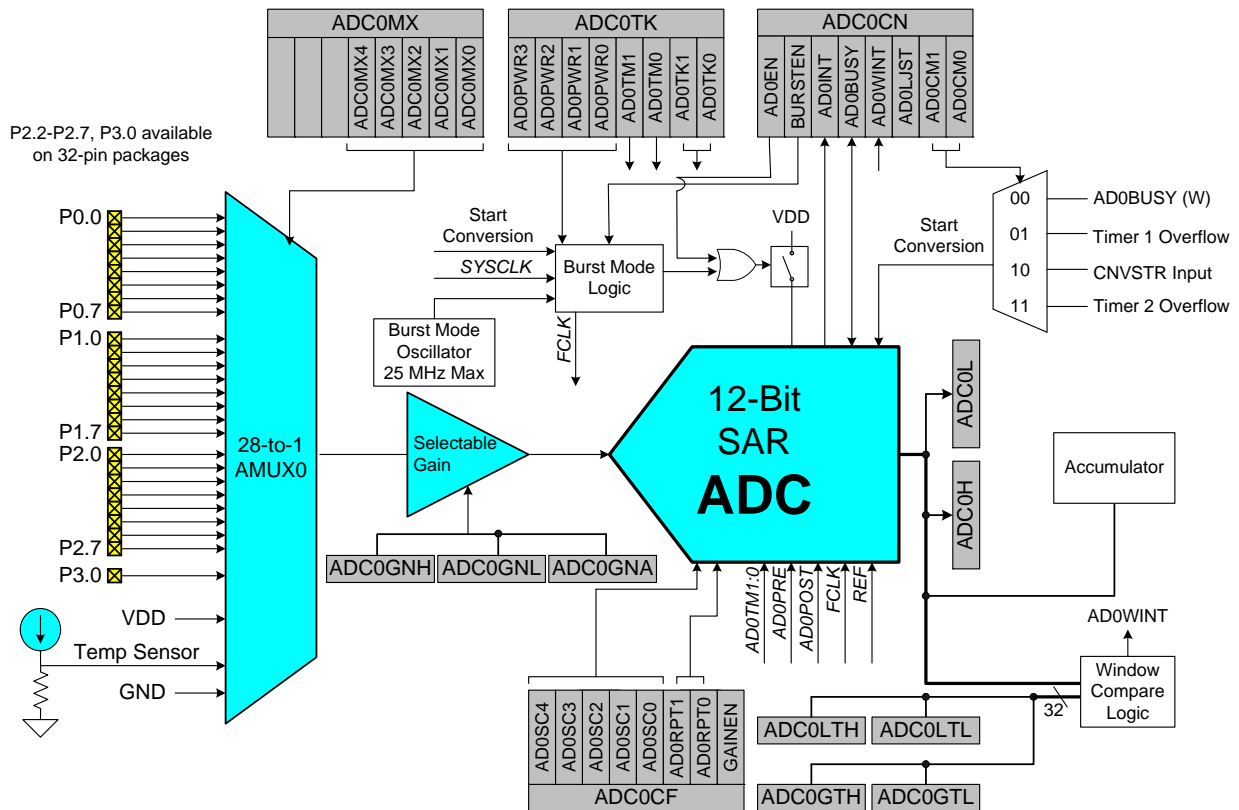 ADC0MX
ADC0MX4
ADC0MX3
ADC0MX2
ADC0MX1
ADC0MX0
ADC0TK
AD0PWR3
AD0PWR2
AD0PWR1
AD0PWR0
AD0TM1
AD0TM0
AD0TK1
AD0TK0
ADC0CN
AD0EN
BURSTEN
AD0INT
AD0BUSY
AD0WINT
AD0LJST
AD0CM1
AD0CM0
P2.2-P2.7, P3.0 available
on 32-pin packages
P0.0
P0.7
P1.0
P1.7
P2.0
P2.7
P3.0
VDD
Temp Sensor
GND
28-to-1
AMUX0
Start
Conversion
SYSCLK
Burst Mode
Logic
Burst Mode
Oscillator
25 MHz Max
FCLK
VDD
Start
Conversion
00
01
10
11
AD0BUSY (W)
Timer 1 Overflow
CNVSTR Input
Timer 2 Overflow
Selectable
Gain
12-Bit
SAR
ADC
ADC0L
ADC0H
Accumulator
ADC0GNH
ADC0GNL
ADC0GNA
AD0TM1:0
AD0PRE
AD0POST
FCLK
REF
AD0WINT
Window
Compare
Logic
32
AD0SC4
AD0SC3
AD0SC2
AD0SC1
AD0SC0
AD0RPT1
AD0RPT0
GAINEN
ADC0CF
ADC0LTH
ADC0LTL
ADC0GTH
ADC0GTL